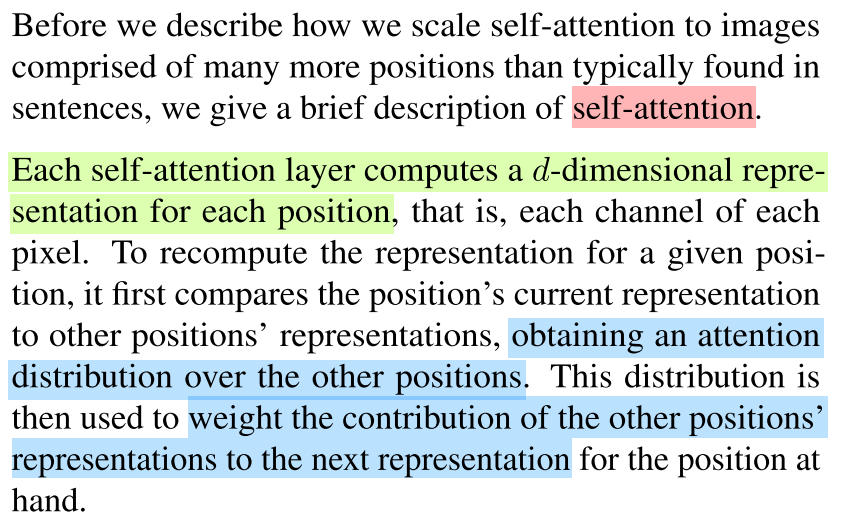 Before we describe how we scale self-attention to images
comprised of many more positions than typically found in
sentences, we give a brief description of self-attention.
Each self-attention layer computes a d-dimensional repre-
sentation for each position, that is, each channel of each
pixel. To recompute the representation for a given posi-
tion, it first compares the position’s current representation
to other positions’ representations, obtaining an attention
distribution over the other positions. This distribution is
then used to weight the contribution of the other positions’
representations to the next representation for the position at
hand.